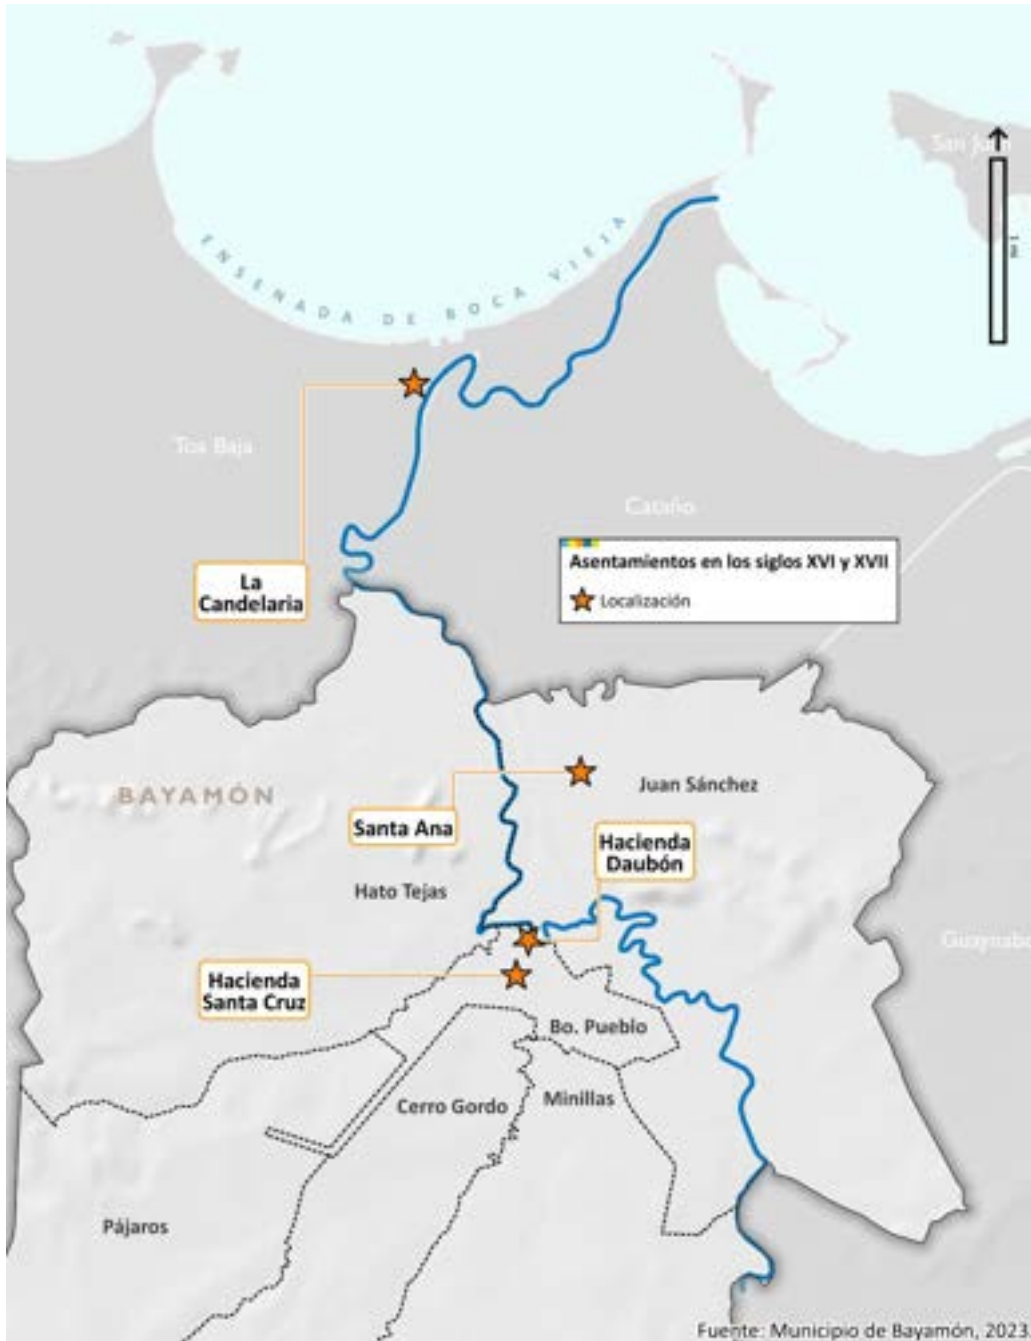 San Juan
1 mi
ENSENADA DE BOCA VIEJA
Toa Baja
Cataño
Asentamientos en los siglos XVI y XVII
Localización
La
Candelaria
BAYAMÓN
Juan Sánchez
Santa Ana
Hacienda
Daubón
Hato Tejas
Guaynabo
Hacienda
Santa Cruz
Bo. Pueblo
Cerro Gordo
Minillas
Pájaros
Fuente: Municipio de Bayamón, 2023